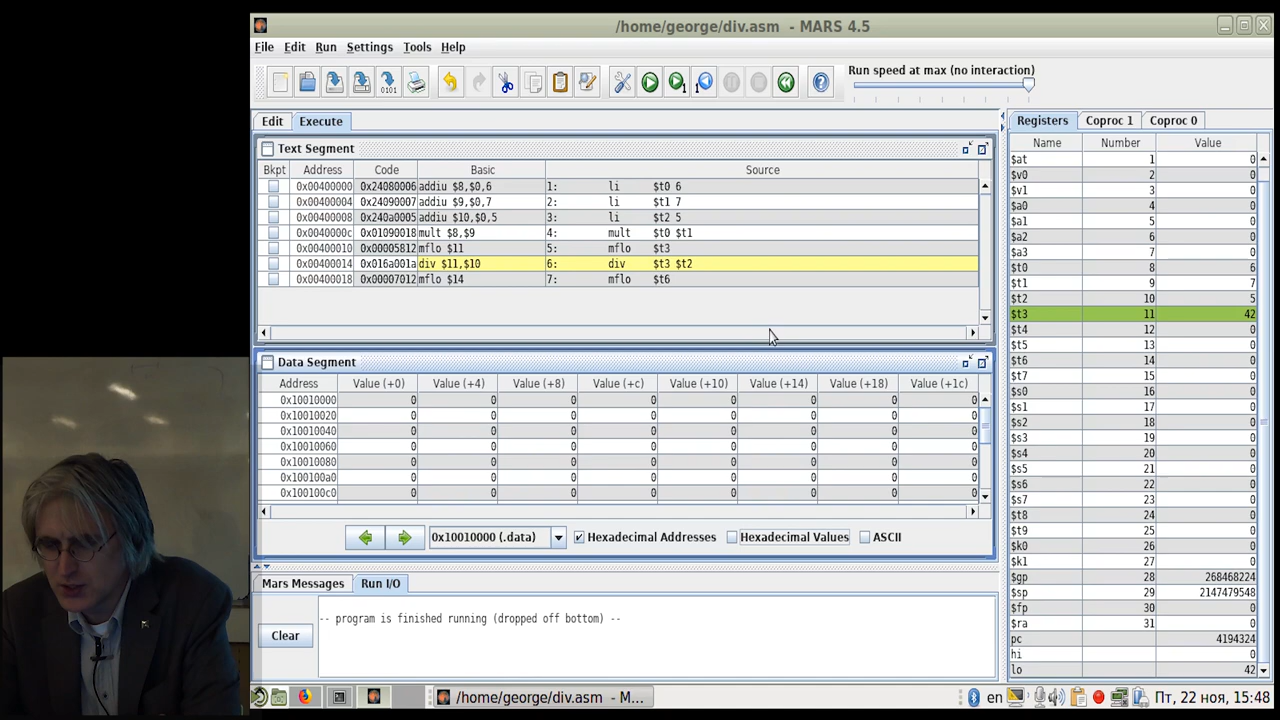 /home/george/div.asm - MARS 4.5
File Edit Run Settings Tools Help
Run speed at max (no interaction)
Edit Execute
Text Segment
Bkpt Address Code Basic Source
0x00400000 0x24080006 addiu $8,$0,6 1: li $t0 6
0x00400004 0x24090007 addiu $9,$0,7 2: li $t1 7
0x00400008 0x240a0005 addiu $10,$0,5 3: li $t2 5
0x0040000c 0x01090018 mult $8,$9 4: mult $t0 $t1
0x00400010 0x00005812 mflo $11 5: mflo $t3
0x00400014 0x016a001a div $11,$10 6: div $t3 $t2
0x00400018 0x00007012 mflo $14 7: mflo $t6
Data Segment
Address Value (+0) Value (+4) Value (+8) Value (+c) Value (+10) Value (+14) Value (+18) Value (+1c)
0x10010000 0 0 0 0 0 0 0 0
0x10010020 0 0 0 0 0 0 0 0
0x10010040 0 0 0 0 0 0 0 0
0x10010060 0 0 0 0 0 0 0 0
0x10010080 0 0 0 0 0 0 0 0
0x100100a0 0 0 0 0 0 0 0 0
0x100100c0 0 0 0 0 0 0 0 0
0x10010000 (.data) Hexadecimal Addresses Hexadecimal Values ASCII
Mars Messages Run I/O
-- program is finished running (dropped off bottom) --
Clear
Registers Coproc 1 Coproc 0
Name Number Value
$at 1 0
$v0 2 0
$v1 3 0
$a0 4 0
$a1 5 0
$a2 6 0
$a3 7 0
$t0 8 6
$t1 9 7
$t2 10 5
$t3 11 42
$t4 12 0
$t5 13 0
$t6 14 0
$t7 15 0
$s0 16 0
$s1 17 0
$s2 18 0
$s3 19 0
$s4 20 0
$s5 21 0
$s6 22 0
$s7 23 0
$t8 24 0
$t9 25 0
$k0 26 0
$k1 27 0
$gp 28 268468224
$sp 29 2147479548
$fp 30 0
$ra 31 0
pc 4194324
hi 0
lo 42
/home/george/div.asm - M...
en Пт, 22 ноя, 15:48